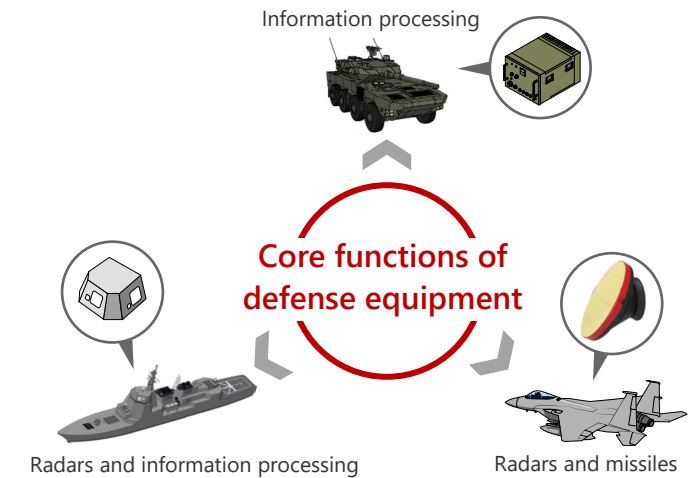 Information processing
Core functions of
defense equipment
Radars and information processing
Radars and missiles